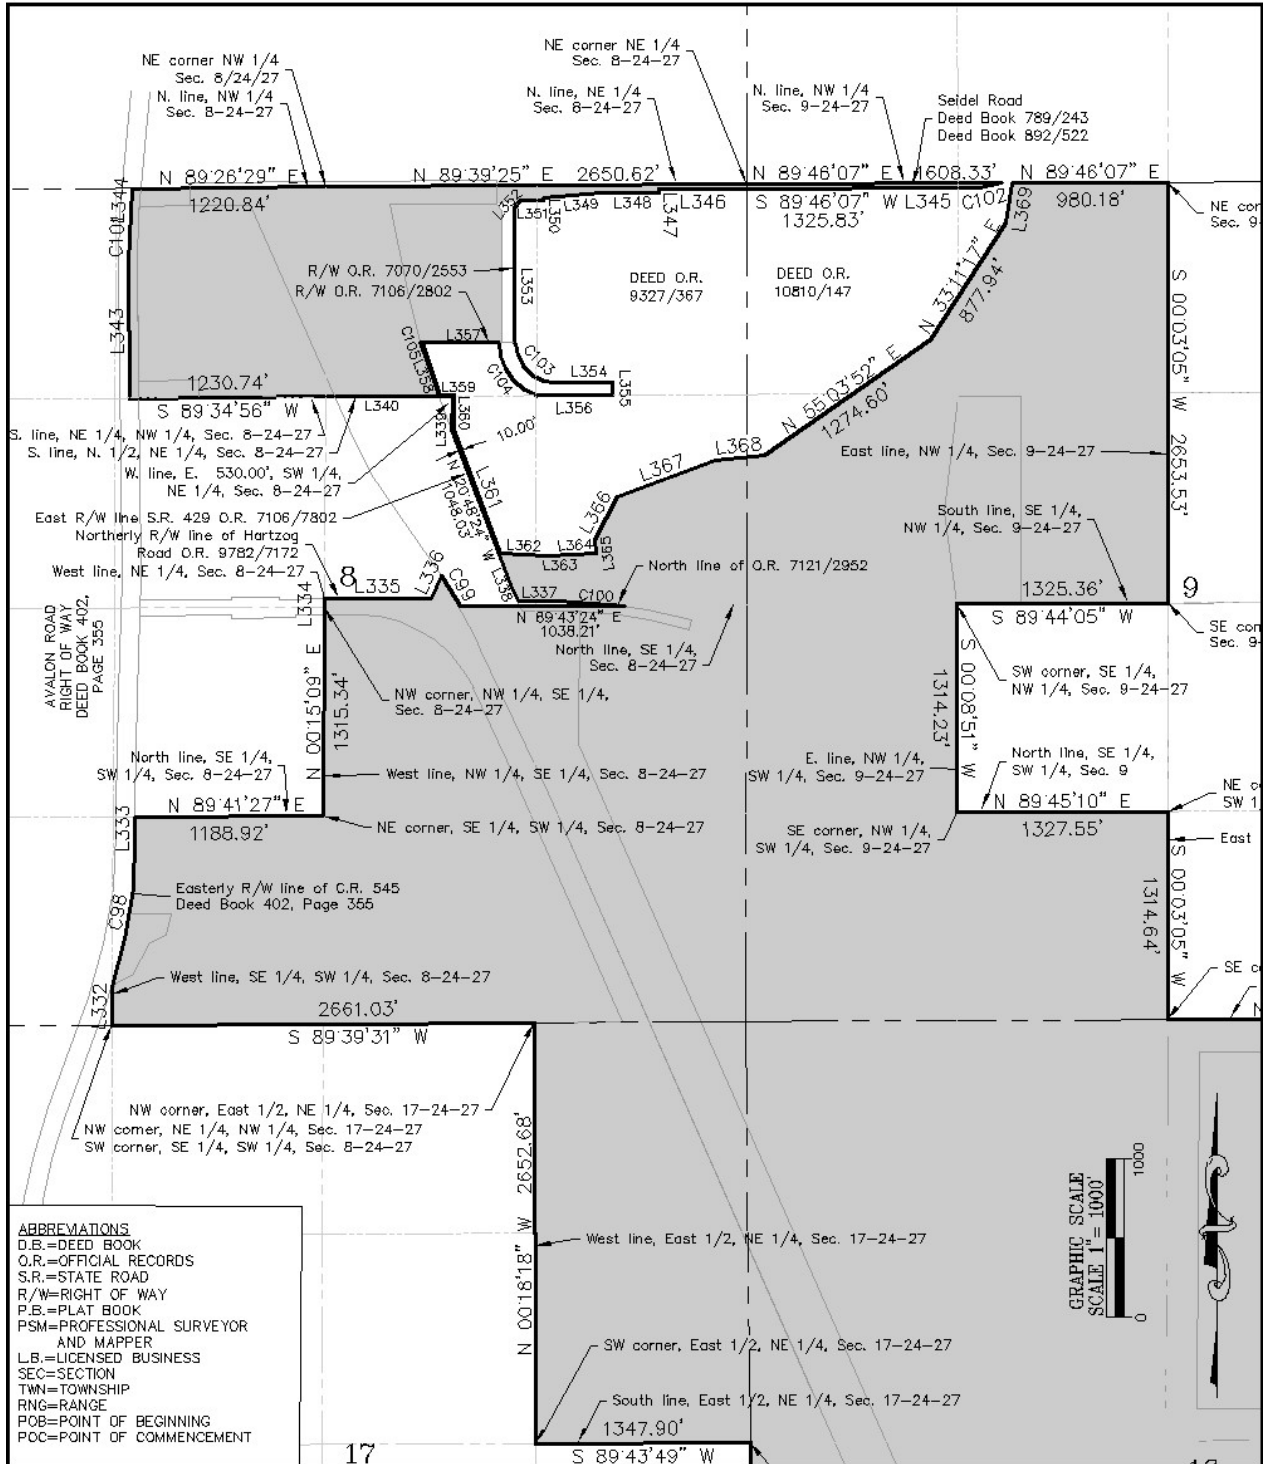 NE corner NW 1/4
Sec. 8/24/27
N. line, NW 1/4
Sec. 8-24-27
NE corner NE 1/4
Sec. 8-24-27
N. line, NE 1/4
Sec. 8-24-27
N. line, NW 1/4
Sec. 9-24-27
Seidel Road
Deed Book 789/243
Deed Book 892/522
N 89°26'29" E
1220.84'
N 89°39'25" E 2650.62'
N 89°46'07" E 1608.33'
N 89°46'07" E
980.18'
S 89°46'07" W L345 C102
1325.83'
L344
C101
L343
L352
L351
L350
L349
L348
L347
L346
L369
NE cor
Sec. 9-
R/W O.R. 7070/2553
R/W O.R. 7106/2802
L353
DEED O.R.
9327/367
DEED O.R.
10810/147
N 33°11'17" E
877.94'
S 00°03'05" W 2653.53'
C105
L358
L357
C103
C104
L354
L355
L356
1230.74'
S 89°34'56" W
L340
L359
L360
L339
10.00'
N 55°03'52" E
1274.60'
S. line, NE 1/4, NW 1/4, Sec. 8-24-27
S. line, N. 1/2, NE 1/4, Sec. 8-24-27
W. line, E. 530.00', SW 1/4,
NE 1/4, Sec. 8-24-27
East R/W line S.R. 429 O.R. 7106/7802
Northerly R/W line of Hartzog
Road O.R. 9782/7172
West line, NE 1/4, Sec. 8-24-27
L361
N 20°48'24" W
1048.03'
L368
L367
L366
L365
L364
L363
L362
East line, NW 1/4, Sec. 9-24-27
South line, SE 1/4,
NW 1/4, Sec. 9-24-27
8
L335
L336
C99
L338
L337
C100
North line of O.R. 7121/2952
1325.36'
S 89°44'05" W
9
L334
N 89°43'24" E
1038.21'
North line, SE 1/4,
Sec. 8-24-27
SE con
Sec. 9-
AVALON ROAD
RIGHT OF WAY
DEED BOOK 402,
PAGE 355
N 00°15'09" E
1315.34'
NW corner, NW 1/4, SE 1/4,
Sec. 8-24-27
S 00°08'51" W
1314.23'
SW corner, SE 1/4,
NW 1/4, Sec. 9-24-27
North line, SE 1/4,
SW 1/4, Sec. 8-24-27
West line, NW 1/4, SE 1/4, Sec. 8-24-27
E. line, NW 1/4,
SW 1/4, Sec. 9-24-27
North line, SE 1/4,
SW 1/4, Sec. 9
N 89°41'27" E
1188.92'
NE corner, SE 1/4, SW 1/4, Sec. 8-24-27
N 89°45'10" E
1327.55'
NE co
SW 1
SE corner, NW 1/4,
SW 1/4, Sec. 9-24-27
East
L333
Easterly R/W line of C.R. 545
Deed Book 402, Page 355
C98
S 00°03'05" W
1314.64'
West line, SE 1/4, SW 1/4, Sec. 8-24-27
SE co
L332
2661.03'
S 89°39'31" W
N
NW corner, East 1/2, NE 1/4, Sec. 17-24-27
NW corner, NE 1/4, NW 1/4, Sec. 17-24-27
SW corner, SE 1/4, SW 1/4, Sec. 8-24-27
N 00°18'18" W 2652.68'
GRAPHIC SCALE
SCALE 1"= 1000'
0
1000
West line, East 1/2, NE 1/4, Sec. 17-24-27
ABBREVIATIONS
D.B.=DEED BOOK
O.R.=OFFICIAL RECORDS
S.R.=STATE ROAD
R/W=RIGHT OF WAY
P.B.=PLAT BOOK
PSM=PROFESSIONAL SURVEYOR
AND MAPPER
L.B.=LICENSED BUSINESS
SEC=SECTION
TWN=TOWNSHIP
RNG=RANGE
POB=POINT OF BEGINNING
POC=POINT OF COMMENCEMENT
SW corner, East 1/2, NE 1/4, Sec. 17-24-27
South line, East 1/2, NE 1/4, Sec. 17-24-27
1347.90'
S 89°43'49" W
17